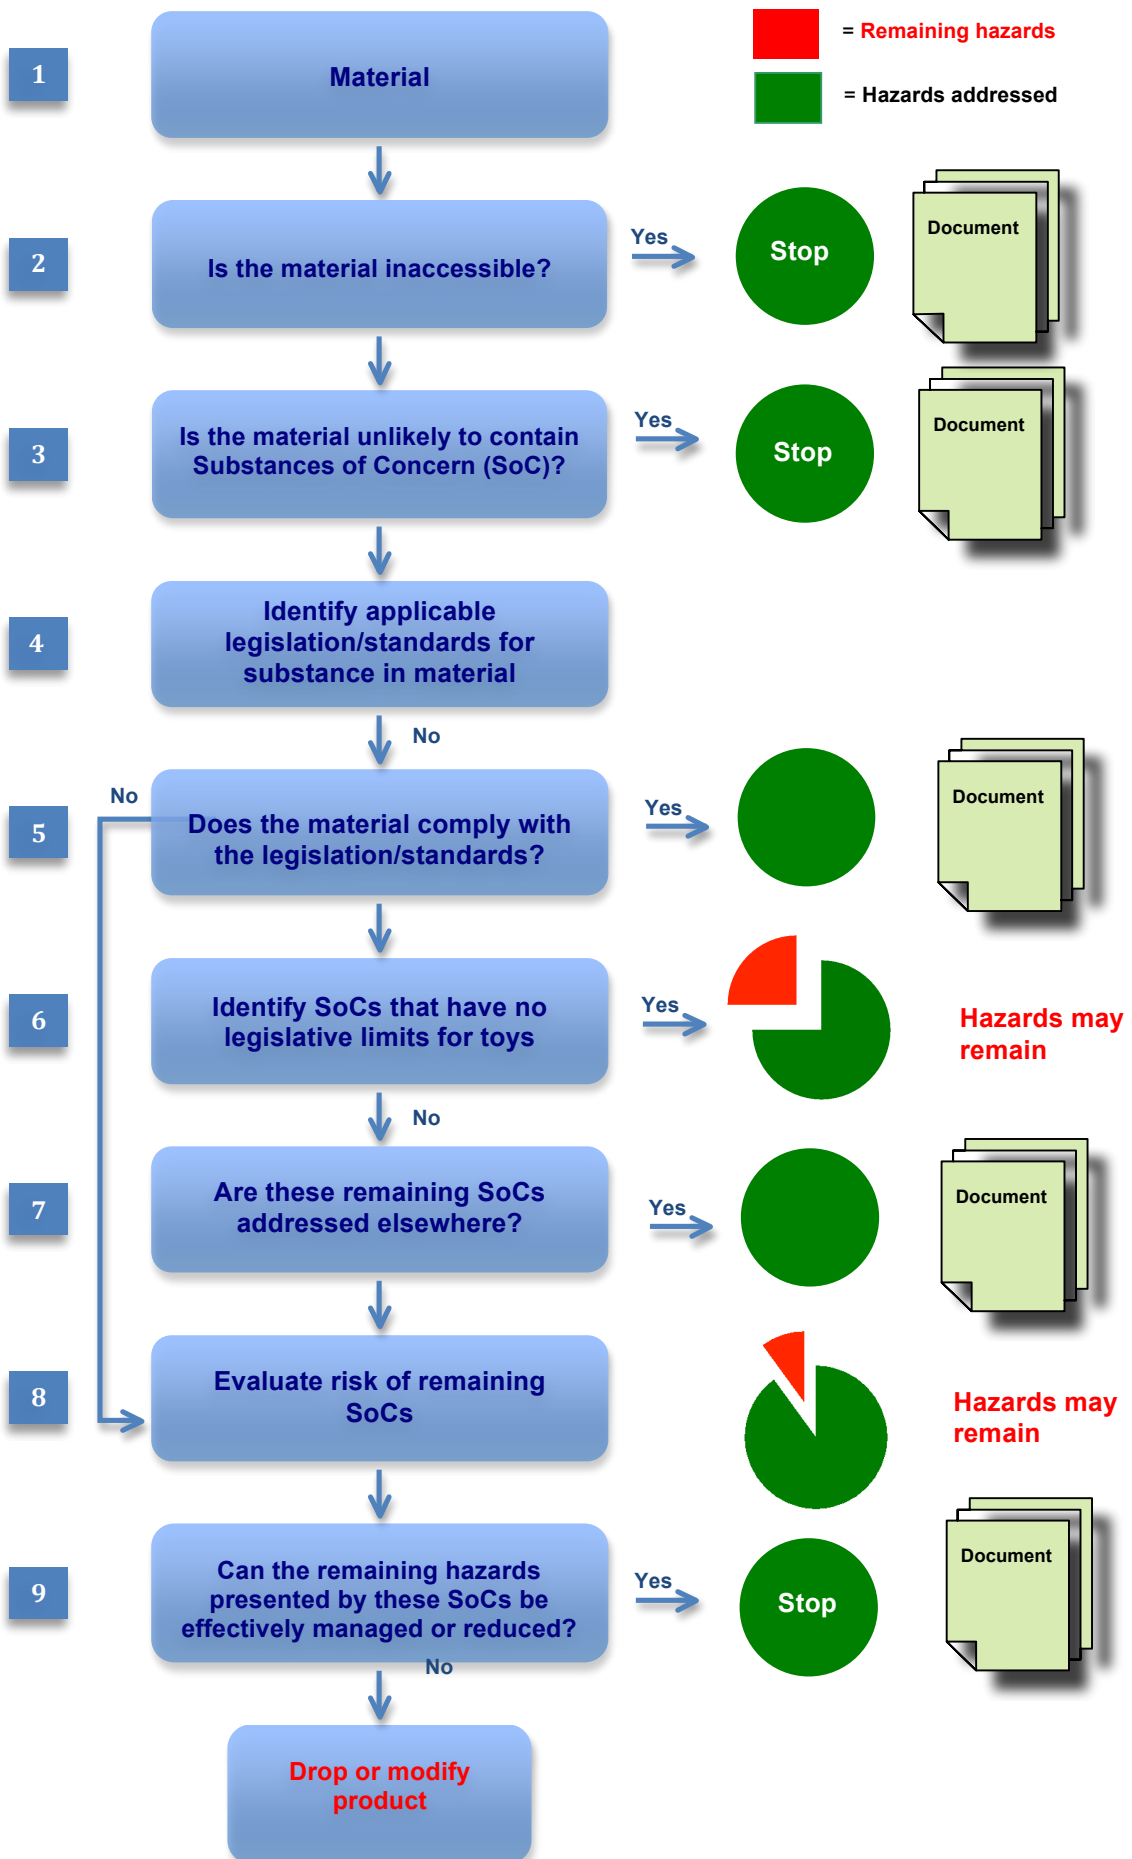 = Remaining hazards
1
Material
= Hazards addressed
2
Is the material inaccessible?
Yes
Stop
Document
3
Is the material unlikely to contain
Substances of Concern (SoC)?
Yes
Stop
Document
4
Identify applicable
legislation/standards for
substance in material
No
No
5
Does the material comply with
the legislation/standards?
Yes
Document
6
Identify SoCs that have no
legislative limits for toys
Yes
Hazards may
remain
No
7
Are these remaining SoCs
addressed elsewhere?
Yes
Document
8
Evaluate risk of remaining
SoCs
Hazards may
remain
9
Can the remaining hazards
presented by these SoCs be
effectively managed or reduced?
Yes
Stop
Document
No
Drop or modify
product